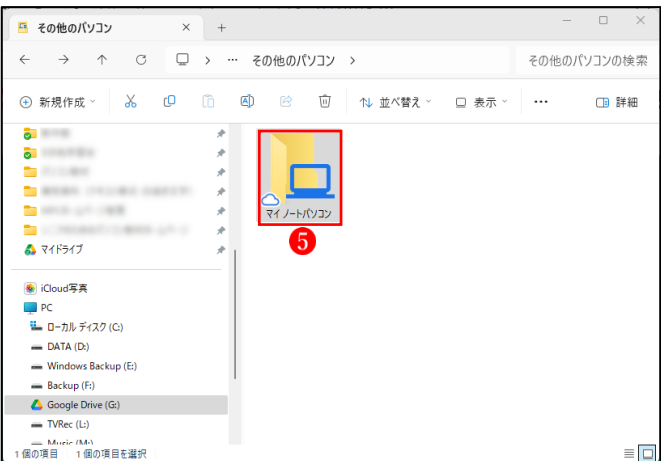 その他のパソコン
… その他のパソコン
その他のパソコンの検索
新規作成
並べ替え
表示
詳細
マイ ノートパソコン
5
マイドライブ
iCloud写真
PC
ローカル ディスク (C:)
DATA (D:)
Windows Backup (E:)
Backup (F:)
Google Drive (G:)
TVRec (L:)
Music (M:)
1 個の項目 1 個の項目を選択